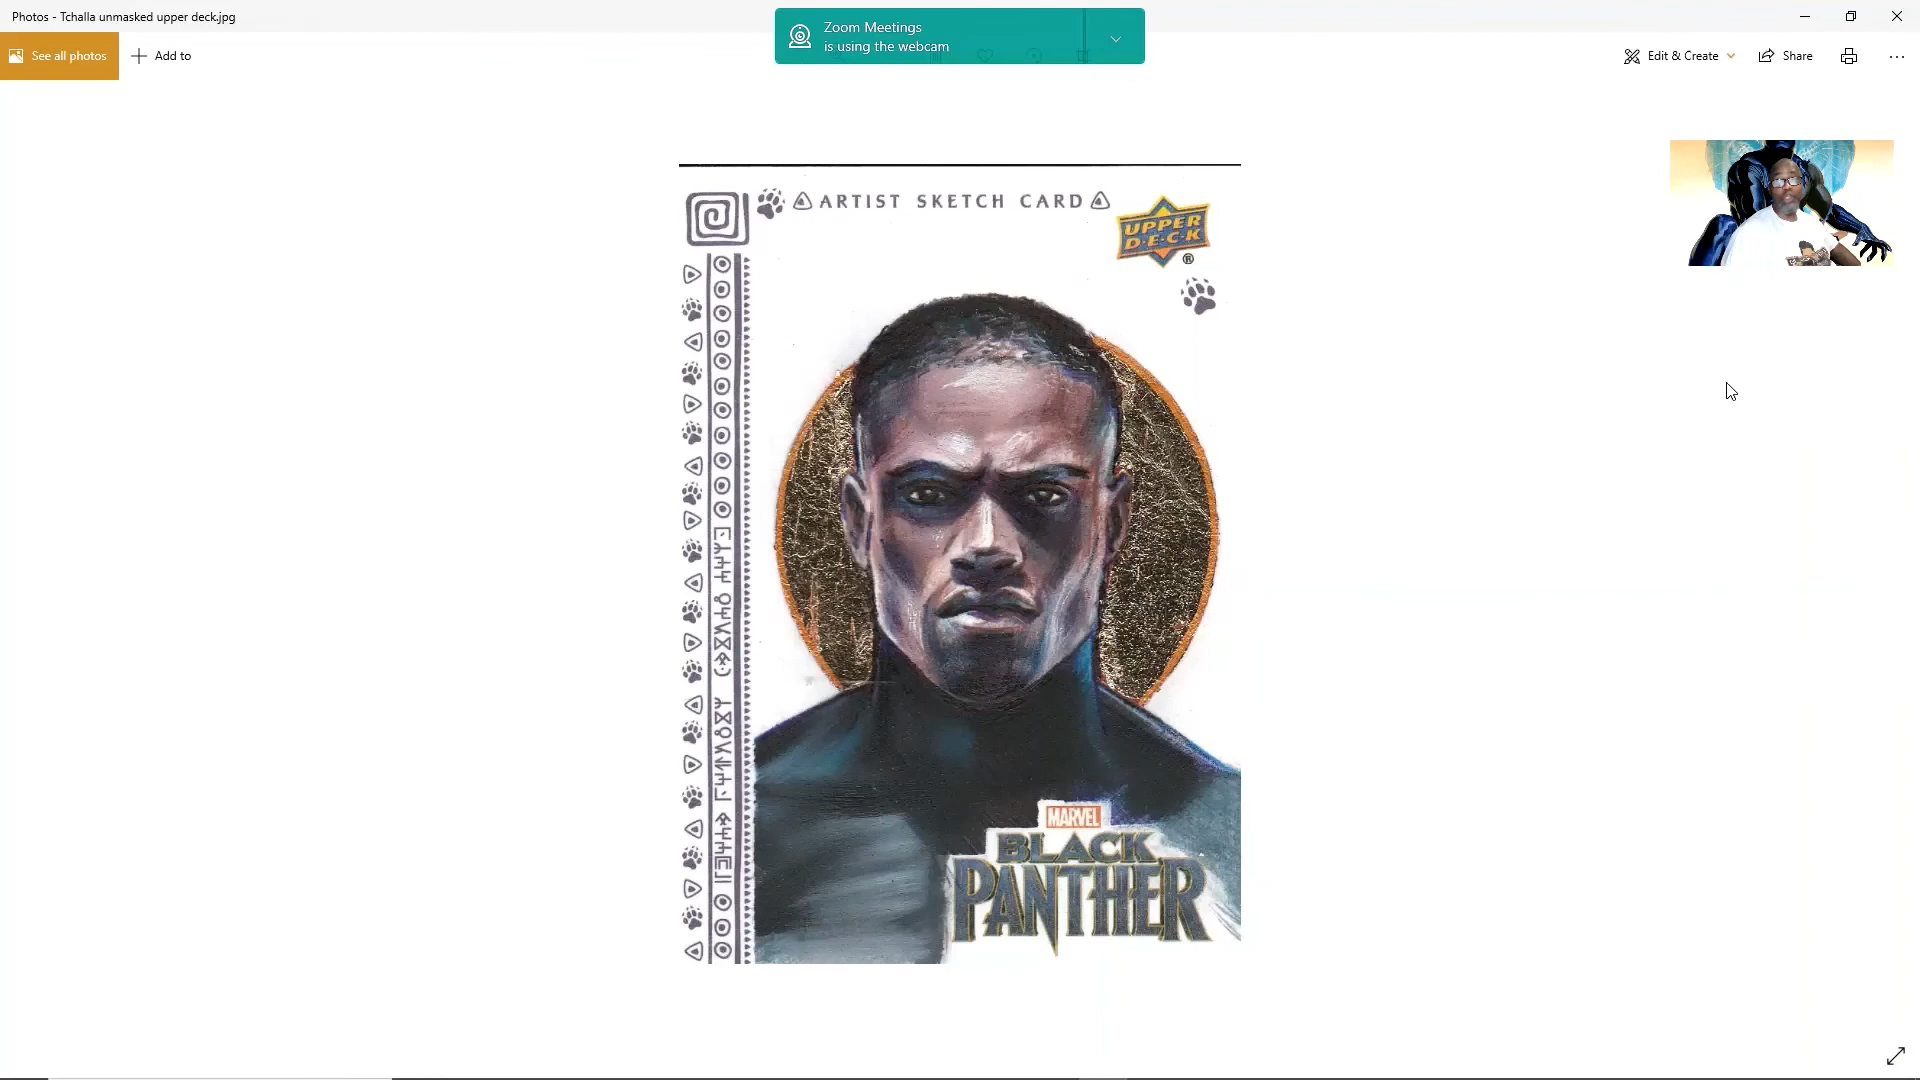 Photos - Tchalla unmasked upper deck.jpg
Zoom Meetings
is using the webcam
See all photos
Add to
Edit & Create
Share
ARTIST SKETCH CARD
UPPER
D·E·C·K
®
MARVEL
BLACK
PANTHER